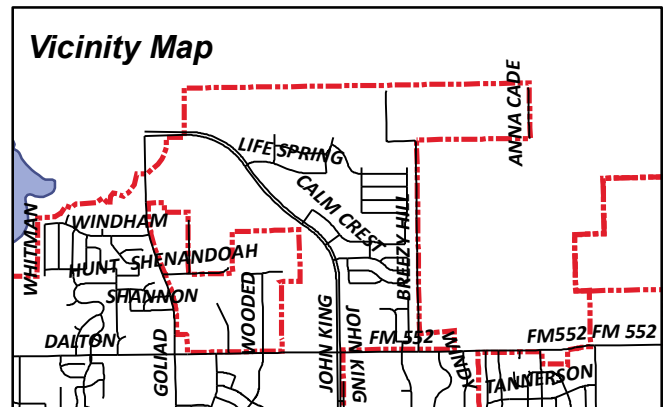 Vicinity Map
ANNA CADE
LIFE SPRING
CALM CREST
WHITMAN
WINDHAM
BREEZY HILL
HUNT
SHENANDOAH
SHANNON
WOODED
DALTON
GOLIAD
JOHN KING
JOHN KING
FM 552
WINDY
FM552
FM 552
TANNERSON